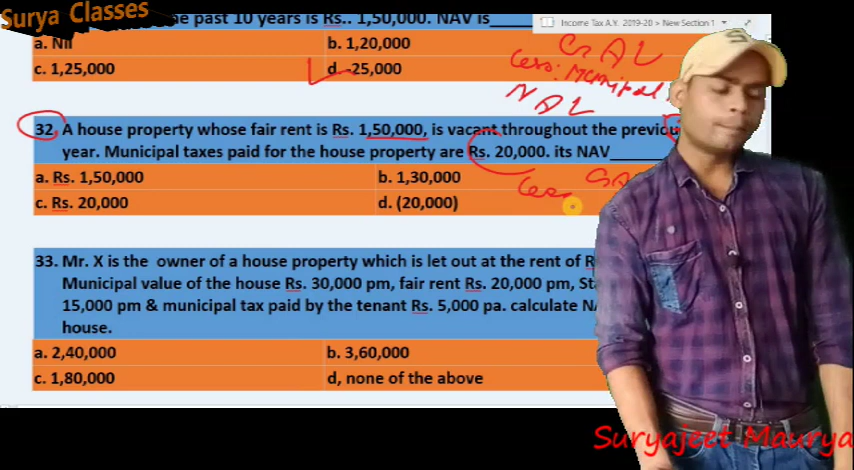 Surya Classes
the past 10 years is Rs.. 1,50,000. NAV is
Income Tax A.Y. 2019-20 > New Section 1
a. Nil
b. 1,20,000
c. 1,25,000
d -25,000
GAV
Less: Municipal
NAV
32. A house property whose fair rent is Rs. 1,50,000, is vacant throughout the previou
year. Municipal taxes paid for the house property are Rs. 20,000. its NAV______
a. Rs. 1,50,000
b. 1,30,000
GA
Less
c. Rs. 20,000
d. (20,000)
33. Mr. X is the owner of a house property which is let out at the rent of R
Municipal value of the house Rs. 30,000 pm, fair rent Rs. 20,000 pm, St
15,000 pm & municipal tax paid by the tenant Rs. 5,000 pa. calculate N
house.
a. 2,40,000
b. 3,60,000
c. 1,80,000
d, none of the above
Suryajeet Maurya